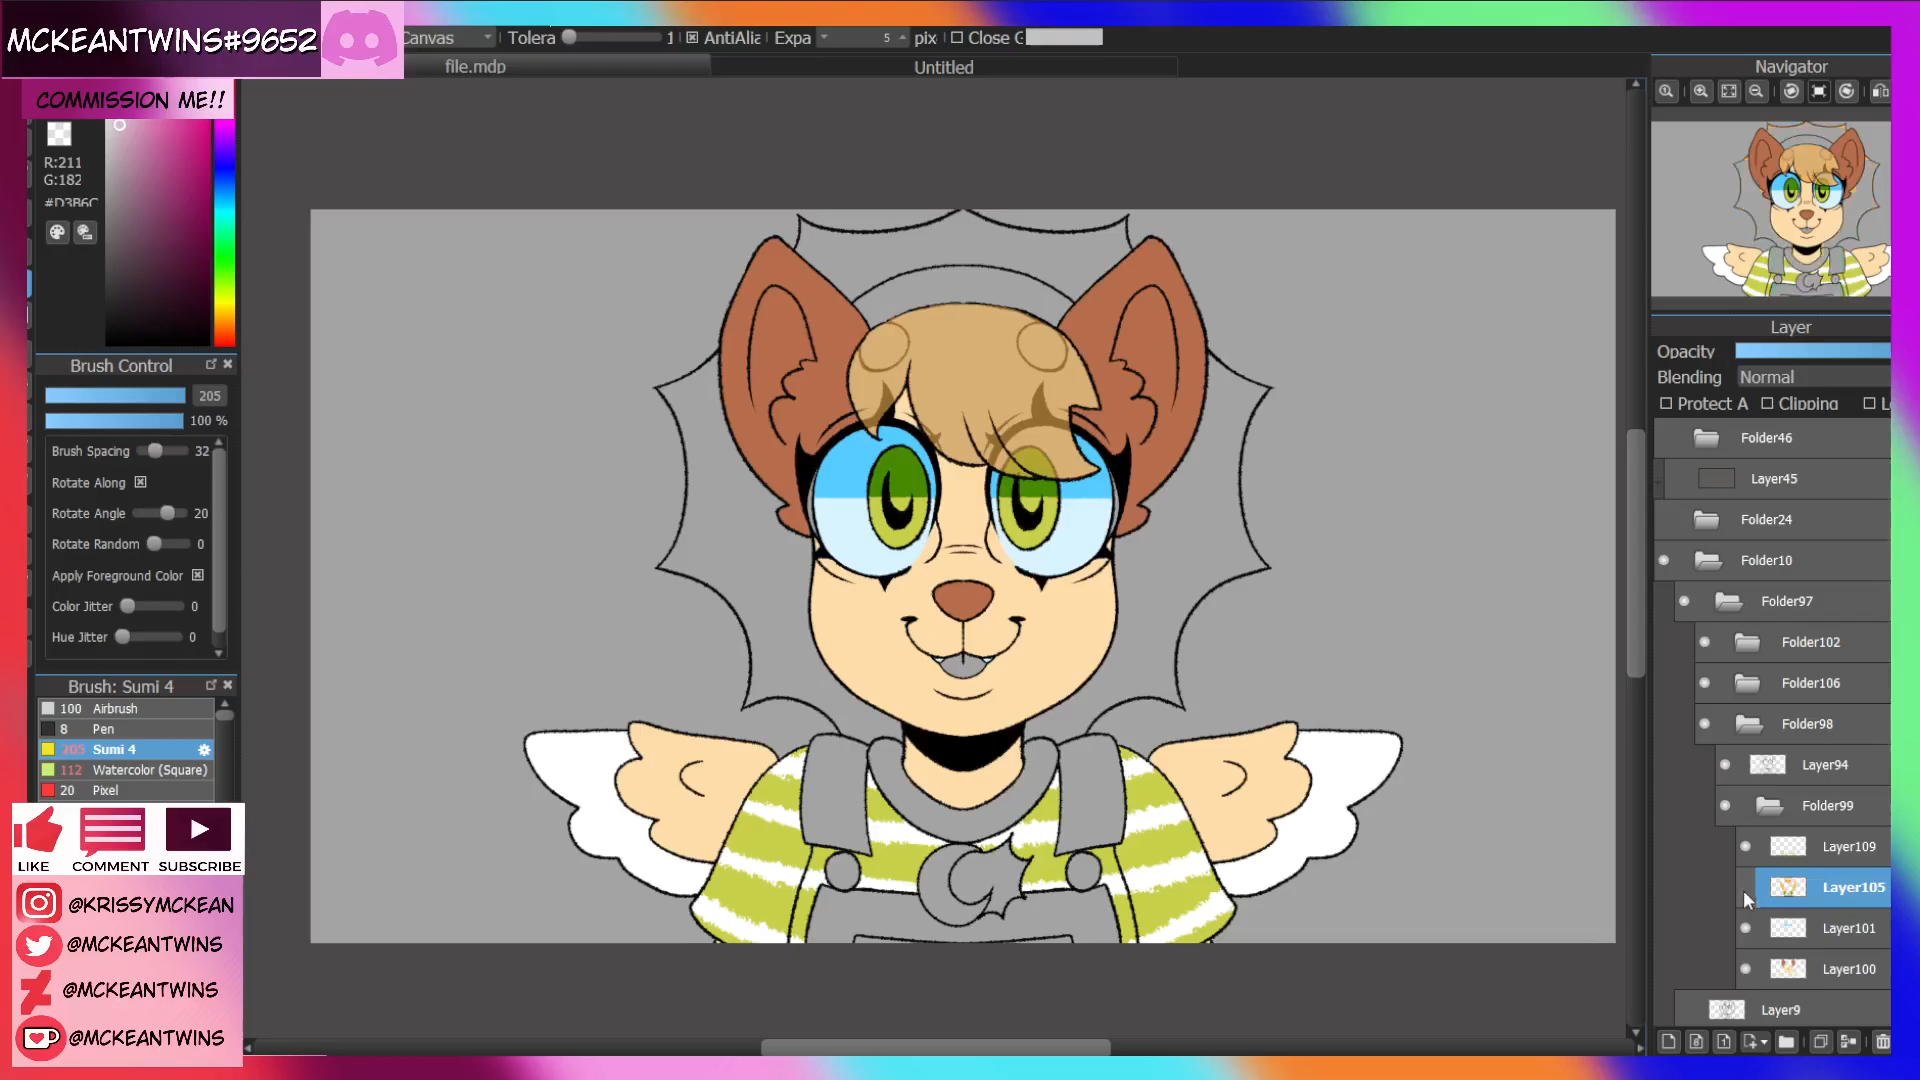 MCKEANTWINS#9652
COMMISSION ME!!
Canvas
Tolera
1
AntiAlia
Expa
5
pix
Close G
file.mdp
Untitled
R:211
G:182
#D3B6C
Brush Control
205
100 %
Brush Spacing
32
Rotate Along
Rotate Angle
20
Rotate Random
0
Apply Foreground Color
Color Jitter
0
Hue Jitter
0
Brush: Sumi 4
100 Airbrush
8 Pen
205 Sumi 4
112 Watercolor (Square)
20 Pixel
LIKE
COMMENT
SUBSCRIBE
@KRISSYMCKEAN
@MCKEANTWINS
@MCKEANTWINS
@MCKEANTWINS
Navigator
Layer
Opacity
Blending
Normal
Protect A
Clipping
Folder46
Layer45
Folder24
Folder10
Folder97
Folder102
Folder106
Folder98
Layer94
Folder99
Layer109
Layer105
Layer101
Layer100
Layer9